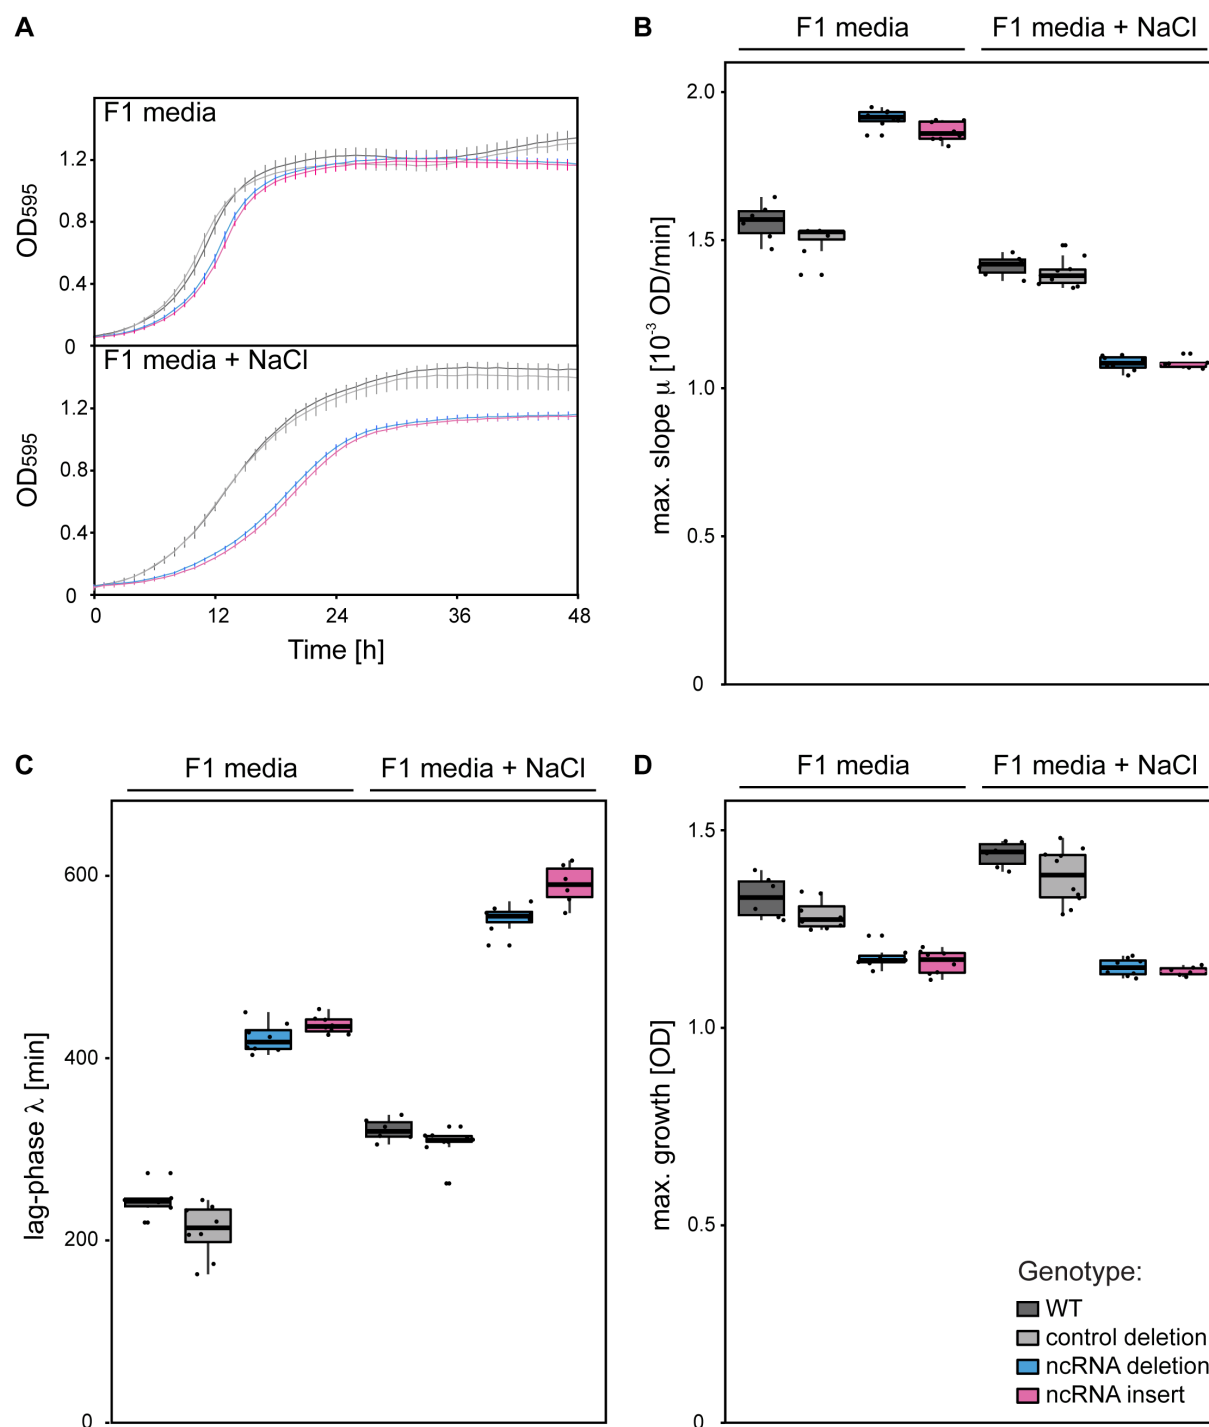 A
F1 media
OD595
1.2
0.8
0.4
0
F1 media + NaCl
OD595
1.2
0.8
0.4
0
0 12 24 36 48
Time [h]
B
F1 media F1 media + NaCl
max. slope μ [10-3 OD/min]
2.0
1.5
1.0
0.5
0
C
F1 media F1 media + NaCl
lag-phase λ [min]
600
400
200
0
D
F1 media F1 media + NaCl
max. growth [OD]
1.5
1.0
0.5
0
Genotype:
WT
control deletion
ncRNA deletion
ncRNA insert